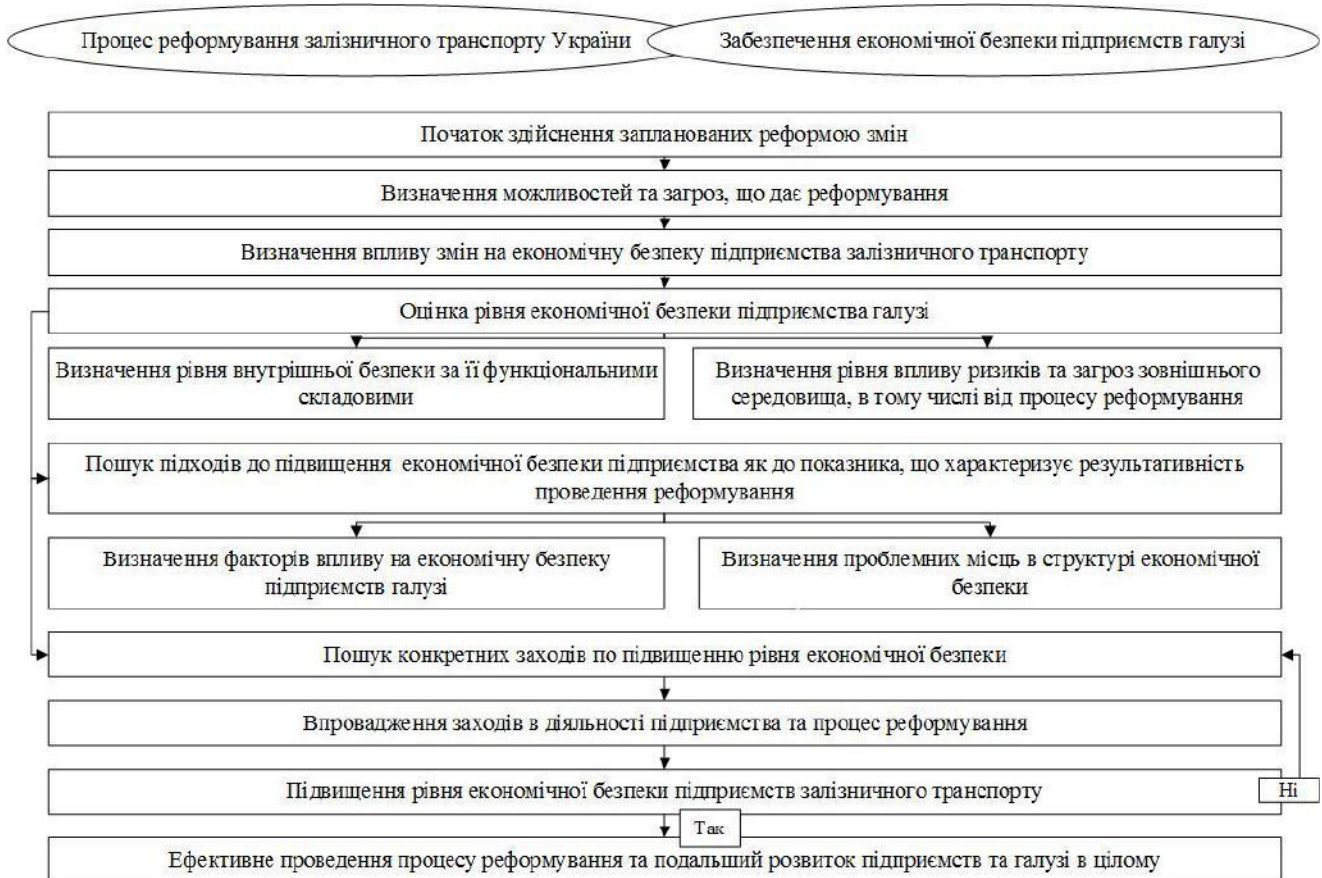 Процес реформування залізничного транспорту України
Забезпечення економічної безпеки підприємств галузі
Початок здійснення запланованих реформою змін
Визначення можливостей та загроз, що дає реформування
Визначення впливу змін на економічну безпеку підприємства залізничного транспорту
Оцінка рівня економічної безпеки підприємства галузі
Визначення рівня внутрішньої безпеки за її функціональними
складовими
Визначення рівня впливу ризиків та загроз зовнішнього
середовища, в тому числі від процесу реформування
Пошук підходів до підвищення економічної безпеки підприємства як до показника, що характеризує результативність
проведення реформування
Визначення факторів впливу на економічну безпеку
підприємств галузі
Визначення проблемних місць в структурі економічної
безпеки
Пошук конкретних заходів по підвищенню рівня економічної безпеки
Впровадження заходів в діяльності підприємства та процес реформування
Підвищення рівня економічної безпеки підприємств залізничного транспорту
Ні
Так
Ефективне проведення процесу реформування та подальший розвиток підприємств та галузі в цілому